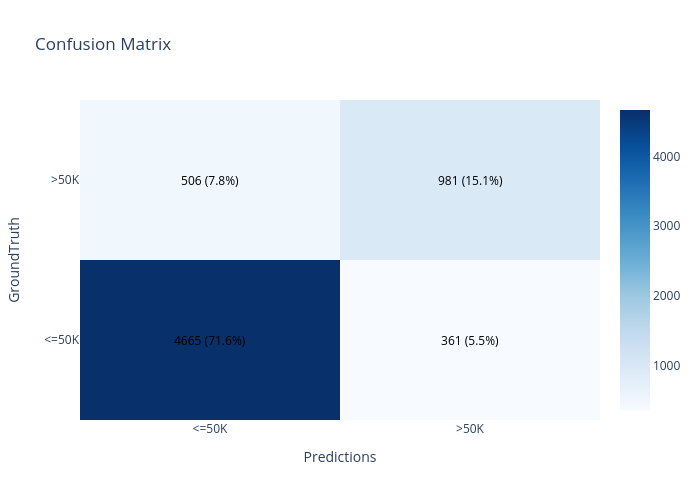 Confusion Matrix
>50K
506 (7.8%)
981 (15.1%)
<=50K
4665 (71.6%)
361 (5.5%)
<=50K
>50K
Predictions
GroundTruth
4000
3000
2000
1000